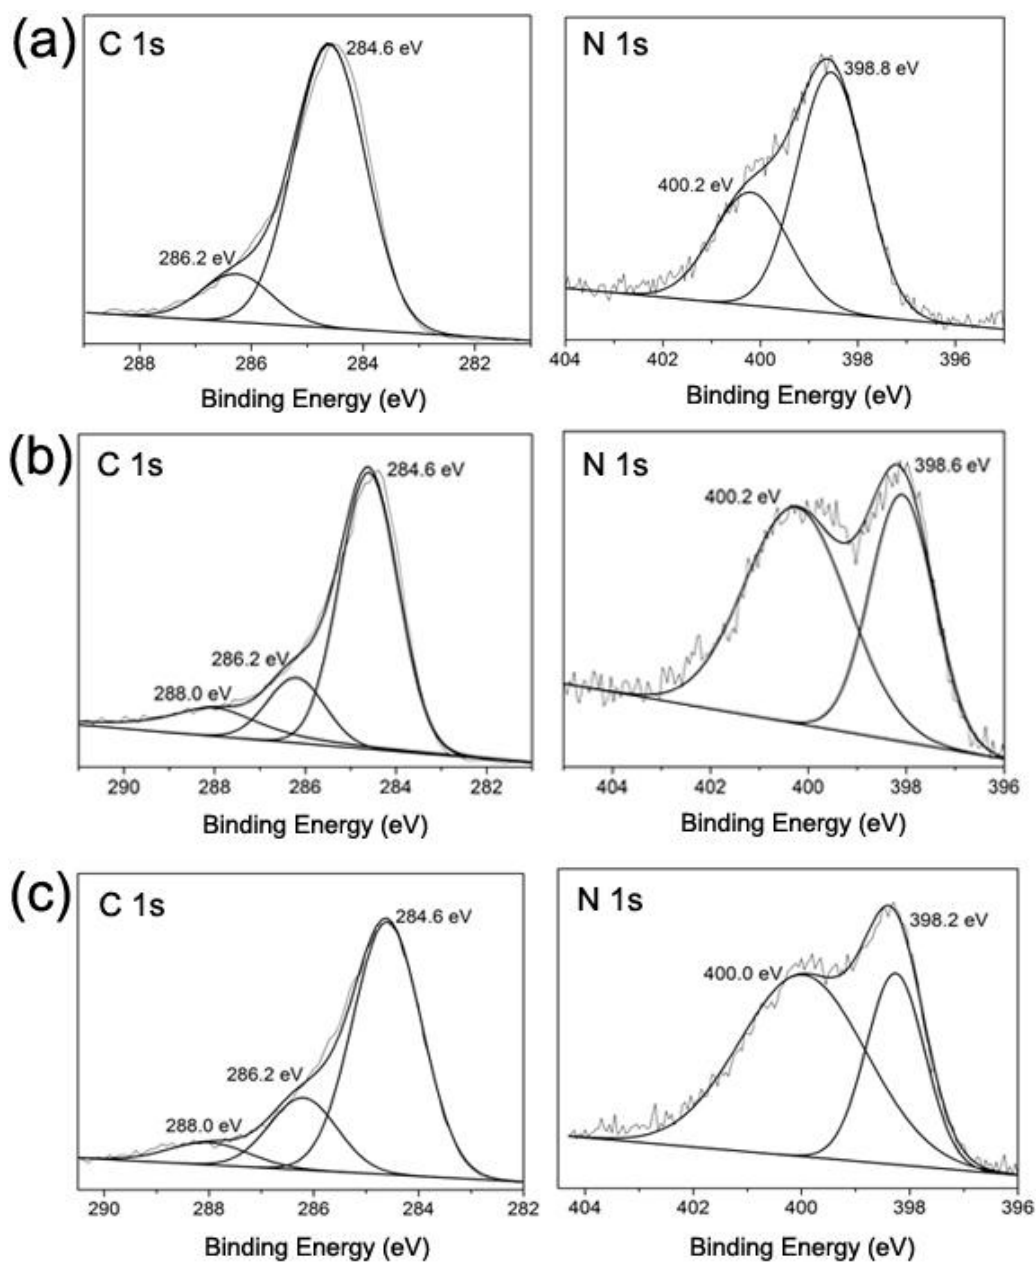 (a)
C 1s
284.6 eV
286.2 eV
288 286 284 282
Binding Energy (eV)
N 1s
398.8 eV
400.2 eV
404 402 400 398 396
Binding Energy (eV)
(b)
C 1s
284.6 eV
286.2 eV
288.0 eV
290 288 286 284 282
Binding Energy (eV)
N 1s
398.6 eV
400.2 eV
404 402 400 398 396
Binding Energy (eV)
(c)
C 1s
284.6 eV
286.2 eV
288.0 eV
290 288 286 284 282
Binding Energy (eV)
N 1s
398.2 eV
400.0 eV
404 402 400 398 396
Binding Energy (eV)